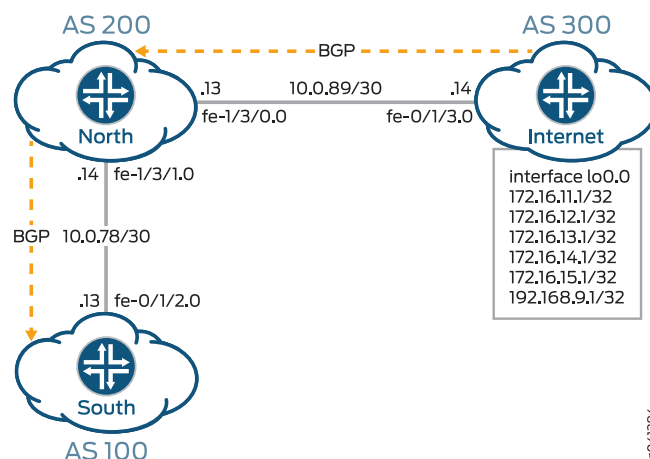 AS 200
AS 300
BGP
.13
10.0.89/30
.14
North
fe-1/3/0.0
fe-0/1/3.0
Internet
.14
fe-1/3/1.0
interface lo0.0
172.16.11.1/32
172.16.12.1/32
172.16.13.1/32
172.16.14.1/32
172.16.15.1/32
192.168.9.1/32
BGP
10.0.78/30
.13
fe-0/1/2.0
South
AS 100